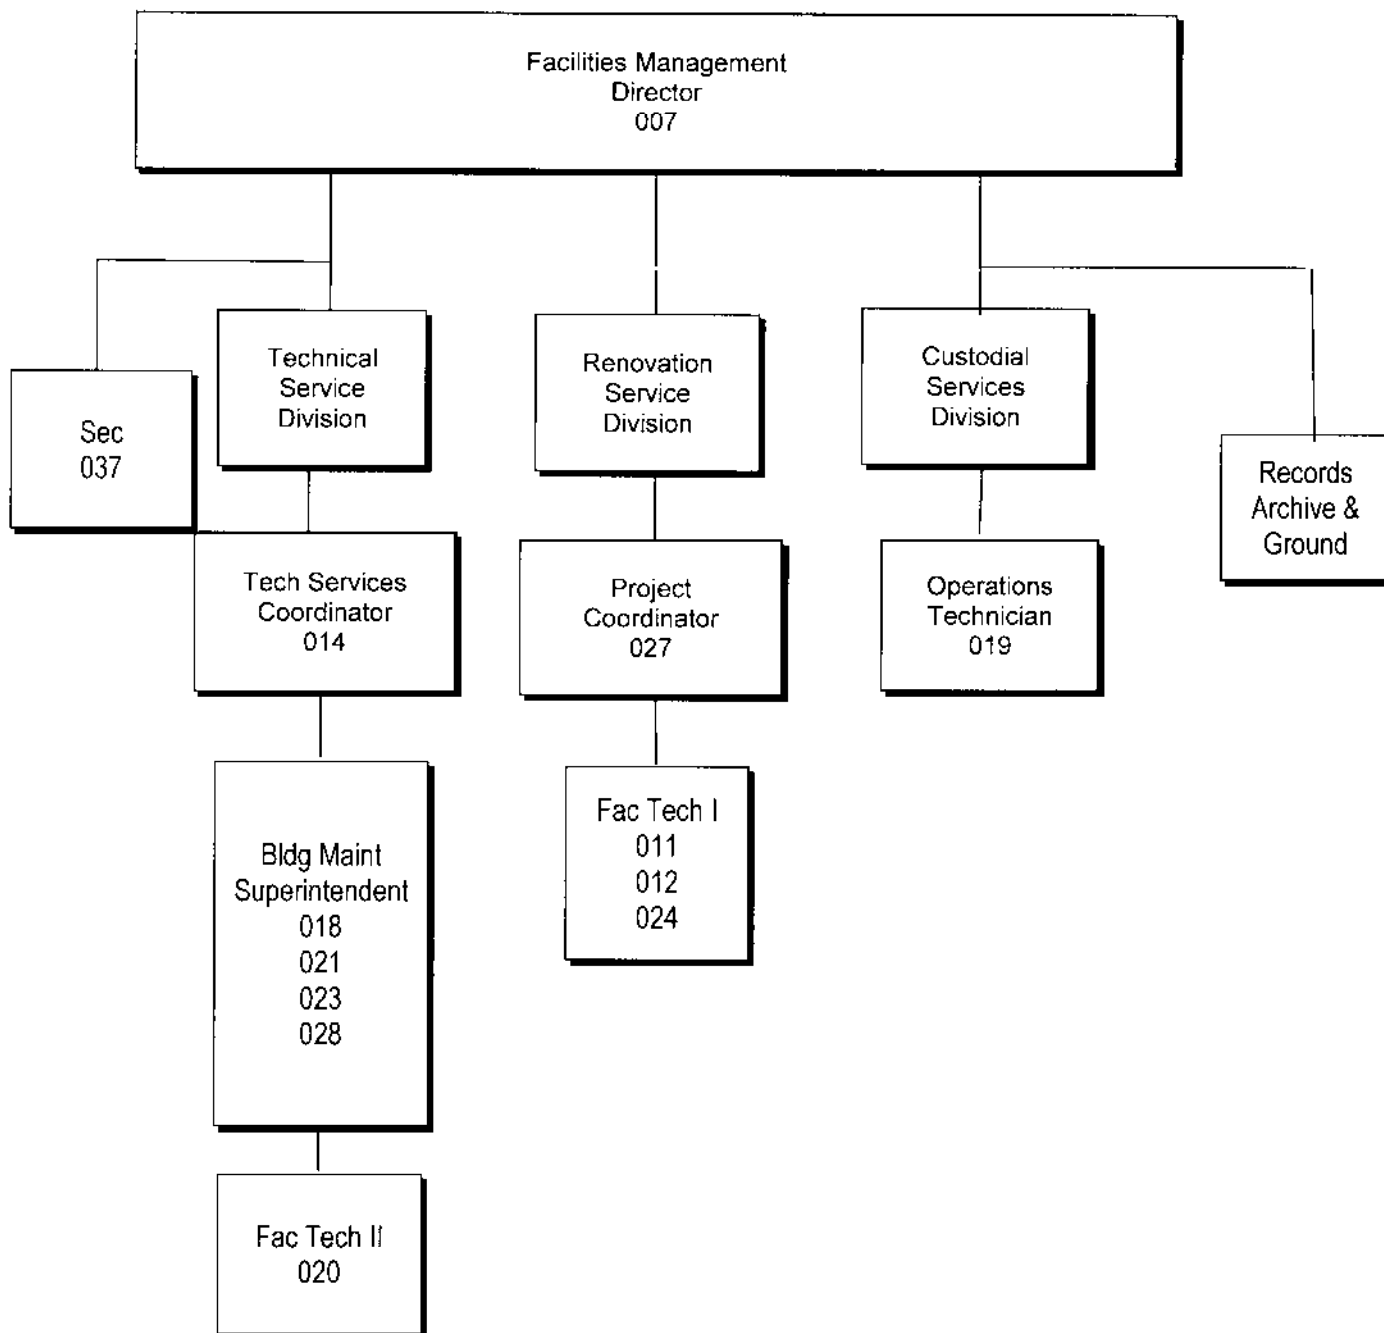 Facilities Management
Director
007
Technical
Service
Division
Renovation
Service
Division
Custodial
Services
Division
Sec
037
Records
Archive &
Ground
Tech Services
Coordinator
014
Project
Coordinator
027
Operations
Technician
019
Bldg Maint
Superintendent
018
021
023
028
Fac Tech I
011
012
024
Fac Tech II
020